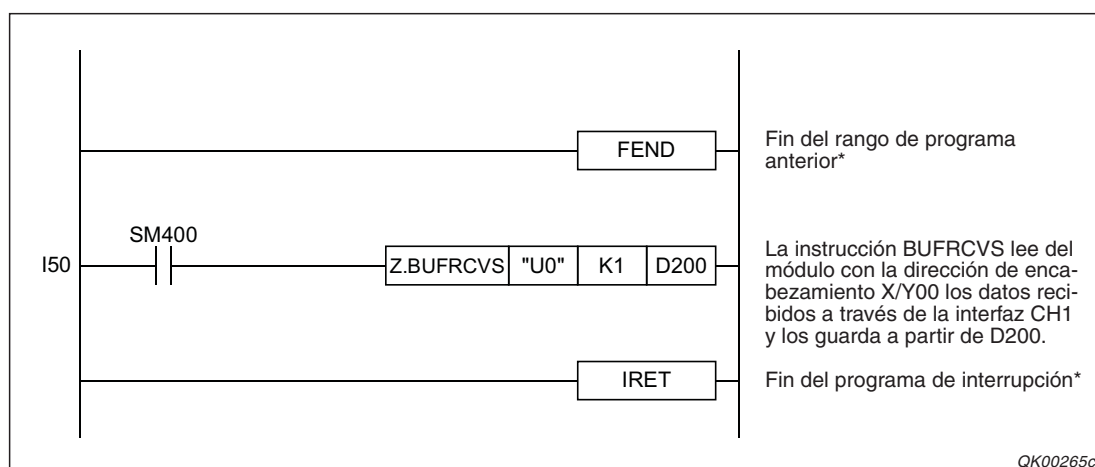 FEND
Fin del rango de programa
anterior*
SM400
I50
Z.BUFRCVS "U0" K1 D200
La instrucción BUFRCVS lee del
módulo con la dirección de enca-
bezamiento X/Y00 los datos reci-
bidos a través de la interfaz CH1
y los guarda a partir de D200.
IRET
Fin del programa de interrupción*
QK00265c